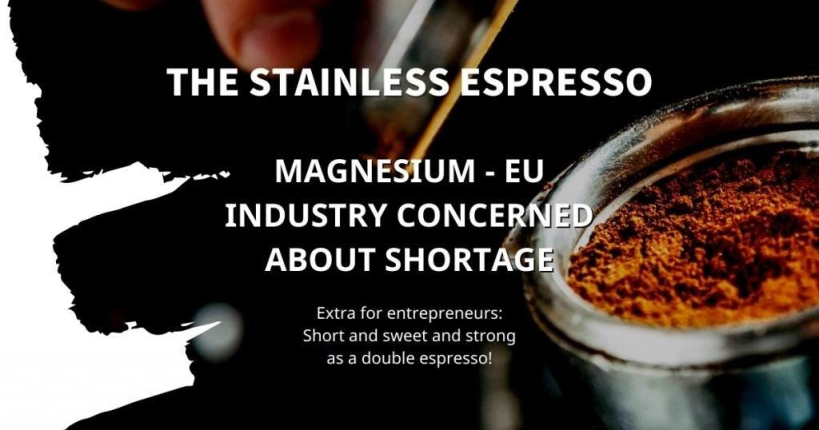 THE STAINLESS ESPRESSO
MAGNESIUM - EU
INDUSTRY CONCERNED
ABOUT SHORTAGE
Extra for entrepreneurs:
Short and sweet and strong
as a double espresso!